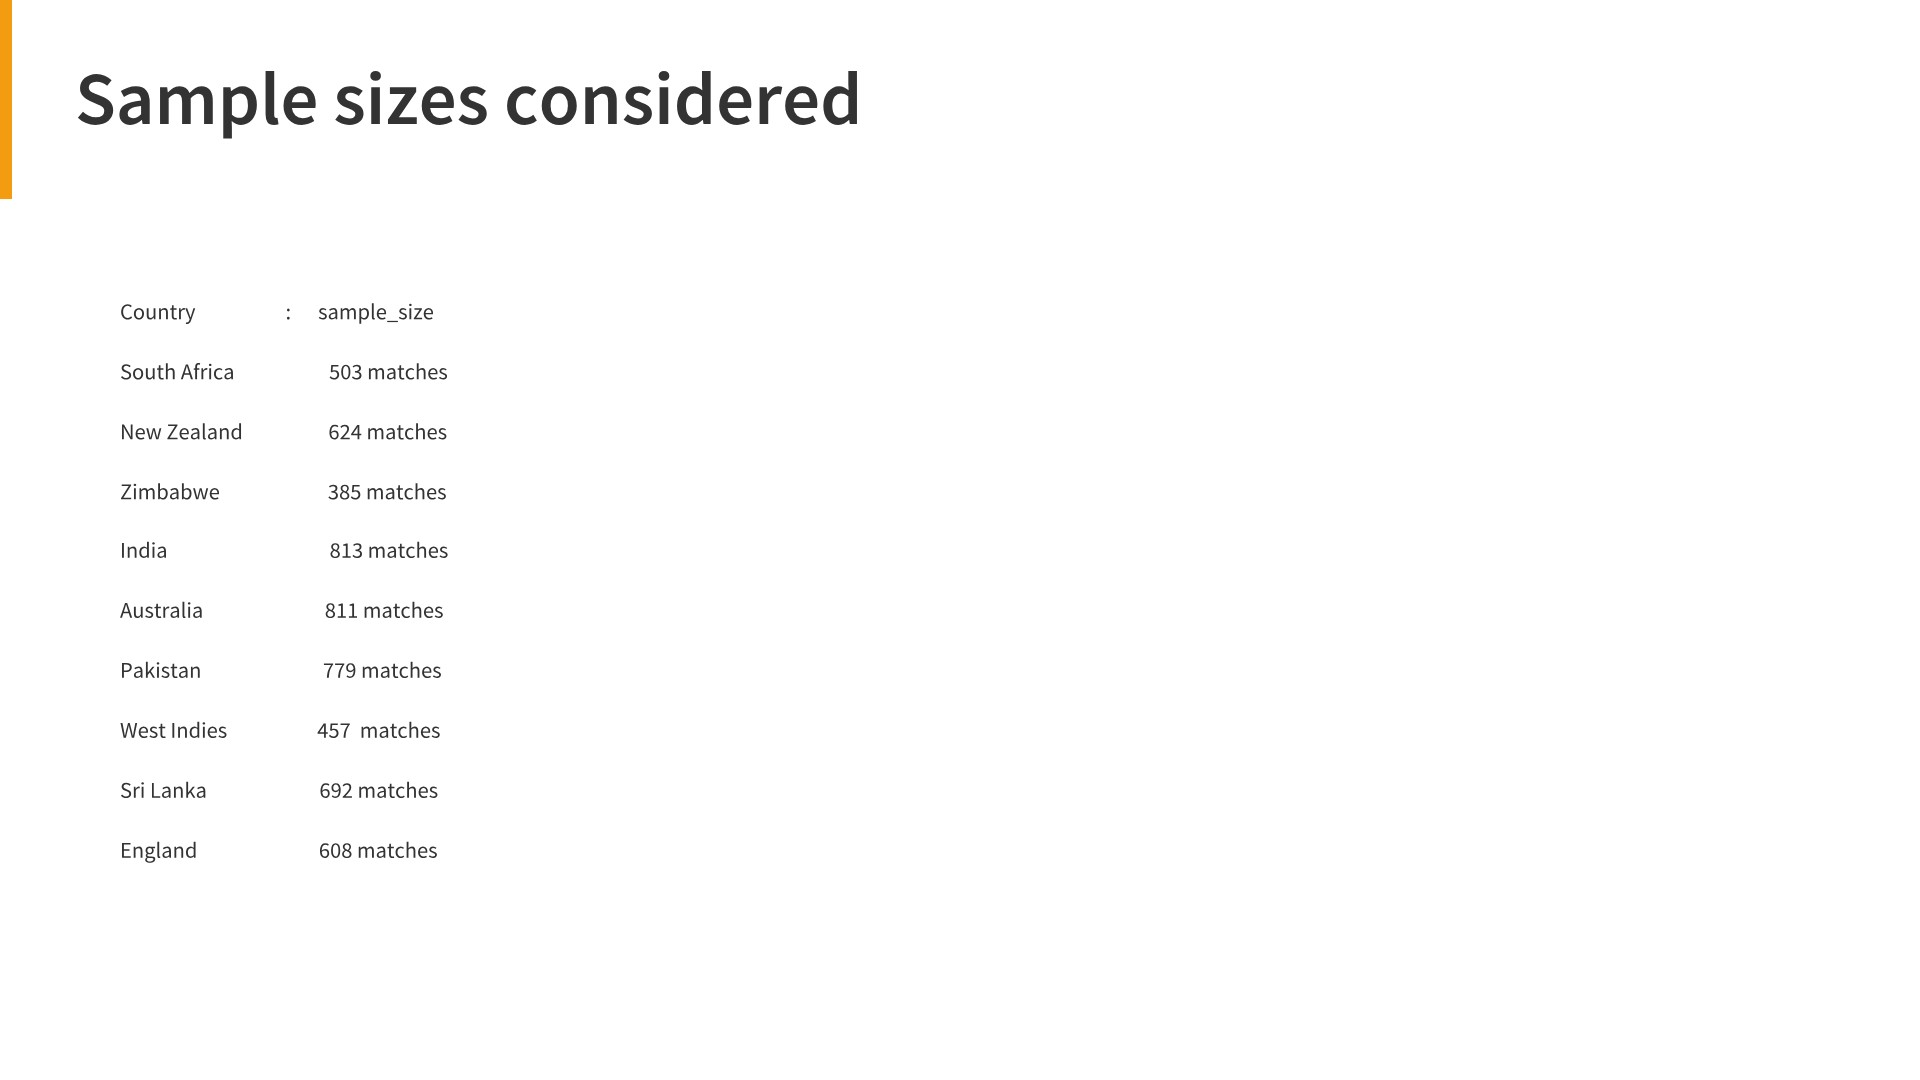 Sample sizes considered
Country : sample_size
South Africa 503 matches
New Zealand 624 matches
Zimbabwe 385 matches
India 813 matches
Australia 811 matches
Pakistan 779 matches
West Indies 457 matches
Sri Lanka 692 matches
England 608 matches